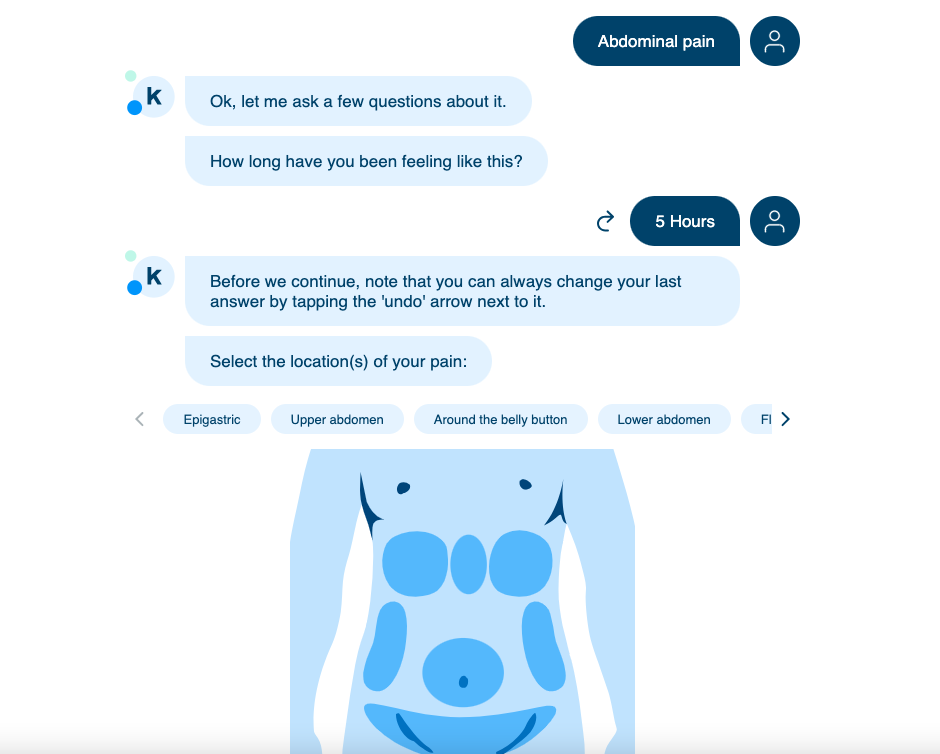 Abdominal pain
k
Ok, let me ask a few questions about it.
How long have you been feeling like this?
5 Hours
k
Before we continue, note that you can always change your last
answer by tapping the 'undo' arrow next to it.
Select the location(s) of your pain:
Epigastric Upper abdomen Around the belly button Lower abdomen